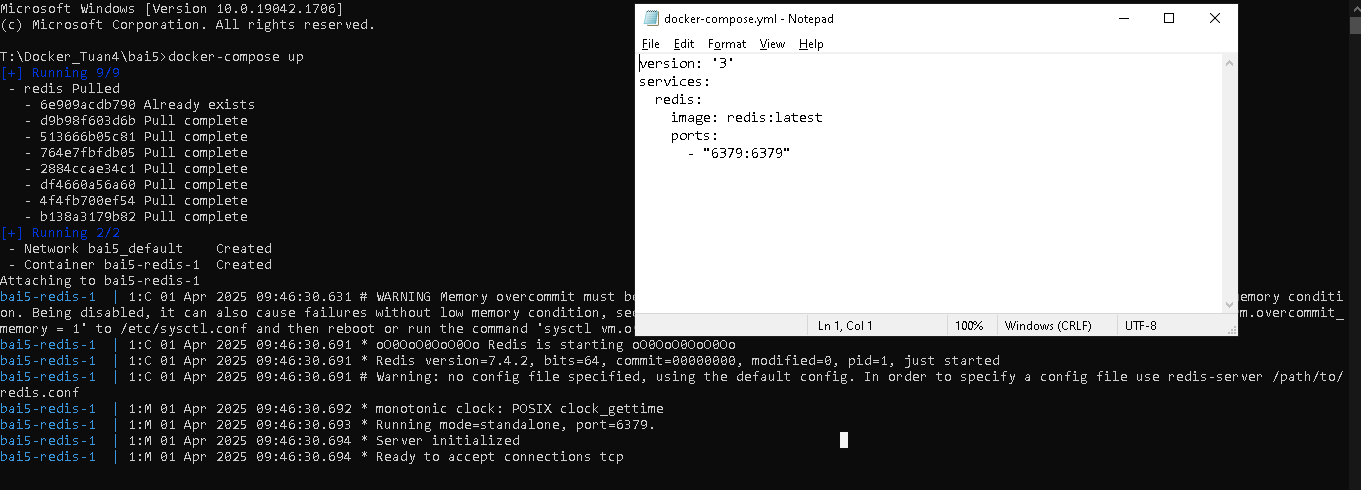 Microsoft Windows [Version 10.0.19042.1706]
(c) Microsoft Corporation. All rights reserved.
T:\Docker_Tuan4\bai5>docker-compose up
[+] Running 9/9
- redis Pulled
- 6e909acdb790 Already exists
- d9b98f603d6b Pull complete
- 513666b05c81 Pull complete
- 764e7fbfdb05 Pull complete
- 2884ccae34c1 Pull complete
- df4660a56a60 Pull complete
- 4f4fb700ef54 Pull complete
- b138a3179b82 Pull complete
[+] Running 2/2
- Network bai5_default Created
- Container bai5-redis-1 Created
Attaching to bai5-redis-1
bai5-redis-1 | 1:C 01 Apr 2025 09:46:30.631 # WARNING Memory overcommit must be
emory conditi
on. Being disabled, it can also cause failures without low memory condition, see
vm.overcommit_
memory = 1' to /etc/sysctl.conf and then reboot or run the command 'sysctl vm.o
bai5-redis-1 | 1:C 01 Apr 2025 09:46:30.691 * oO0OoO0OoO0Oo Redis is starting oO0OoO0OoO0Oo
bai5-redis-1 | 1:C 01 Apr 2025 09:46:30.691 * Redis version=7.4.2, bits=64, commit=00000000, modified=0, pid=1, just started
bai5-redis-1 | 1:C 01 Apr 2025 09:46:30.691 # Warning: no config file specified, using the default config. In order to specify a config file use redis-server /path/to/
redis.conf
bai5-redis-1 | 1:M 01 Apr 2025 09:46:30.692 * monotonic clock: POSIX clock_gettime
bai5-redis-1 | 1:M 01 Apr 2025 09:46:30.693 * Running mode=standalone, port=6379.
bai5-redis-1 | 1:M 01 Apr 2025 09:46:30.694 * Server initialized
bai5-redis-1 | 1:M 01 Apr 2025 09:46:30.694 * Ready to accept connections tcp
docker-compose.yml - Notepad
File Edit Format View Help
version: '3'
services:
redis:
image: redis:latest
ports:
- "6379:6379"
Ln 1, Col 1 100% Windows (CRLF) UTF-8